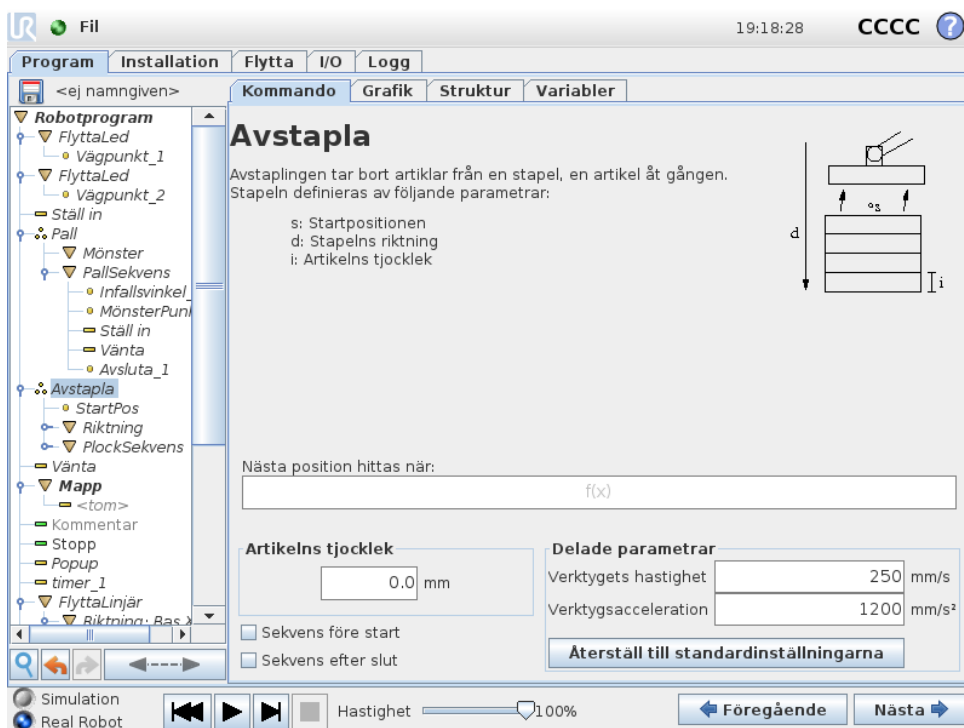 UR Fil 19:18:28 CCCC ?
Program Installation Flytta I/O Logg
<ej namngiven>
Kommando Grafik Struktur Variabler
Robotprogram
FlyttaLed
Vägpunkt_1
FlyttaLed
Vägpunkt_2
Ställ in
Pall
Mönster
PallSekvens
Infallsvinkel_
MönsterPunk
Ställ in
Vänta
Avsluta_1
Avstapla
StartPos
Riktning
PlockSekvens
Vänta
Mapp
<tom>
Kommentar
Stopp
Popup
timer_1
FlyttaLinjär
Riktning: Bas X
Avstapla
Avstaplingen tar bort artiklar från en stapel, en artikel åt gången.
Stapeln definieras av följande parametrar:
s: Startpositionen
d: Stapelns riktning
i: Artikelns tjocklek
s
d
i
Nästa position hittas när:
f(x)
Artikelns tjocklek
0.0 mm
Sekvens före start
Sekvens efter slut
Delade parametrar
Verktygets hastighet 250 mm/s
Verktygsacceleration 1200 mm/s²
Återställ till standardinställningarna
Simulation
Real Robot
Hastighet 100%
Föregående
Nästa